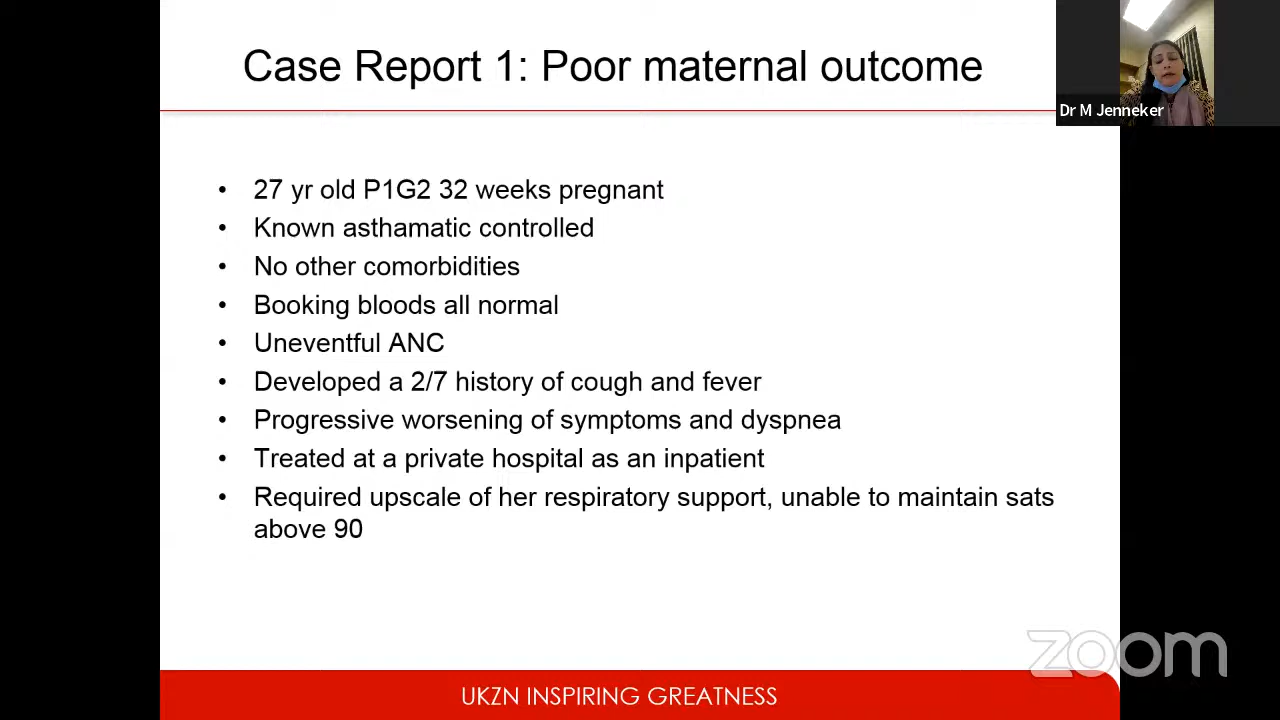 Case Report 1: Poor maternal outcome
Dr M Jenneker
• 27 yr old P1G2 32 weeks pregnant
• Known asthamatic controlled
• No other comorbidities
• Booking bloods all normal
• Uneventful ANC
• Developed a 2/7 history of cough and fever
• Progressive worsening of symptoms and dyspnea
• Treated at a private hospital as an inpatient
• Required upscale of her respiratory support, unable to maintain sats
above 90
zoom
UKZN INSPIRING GREATNESS